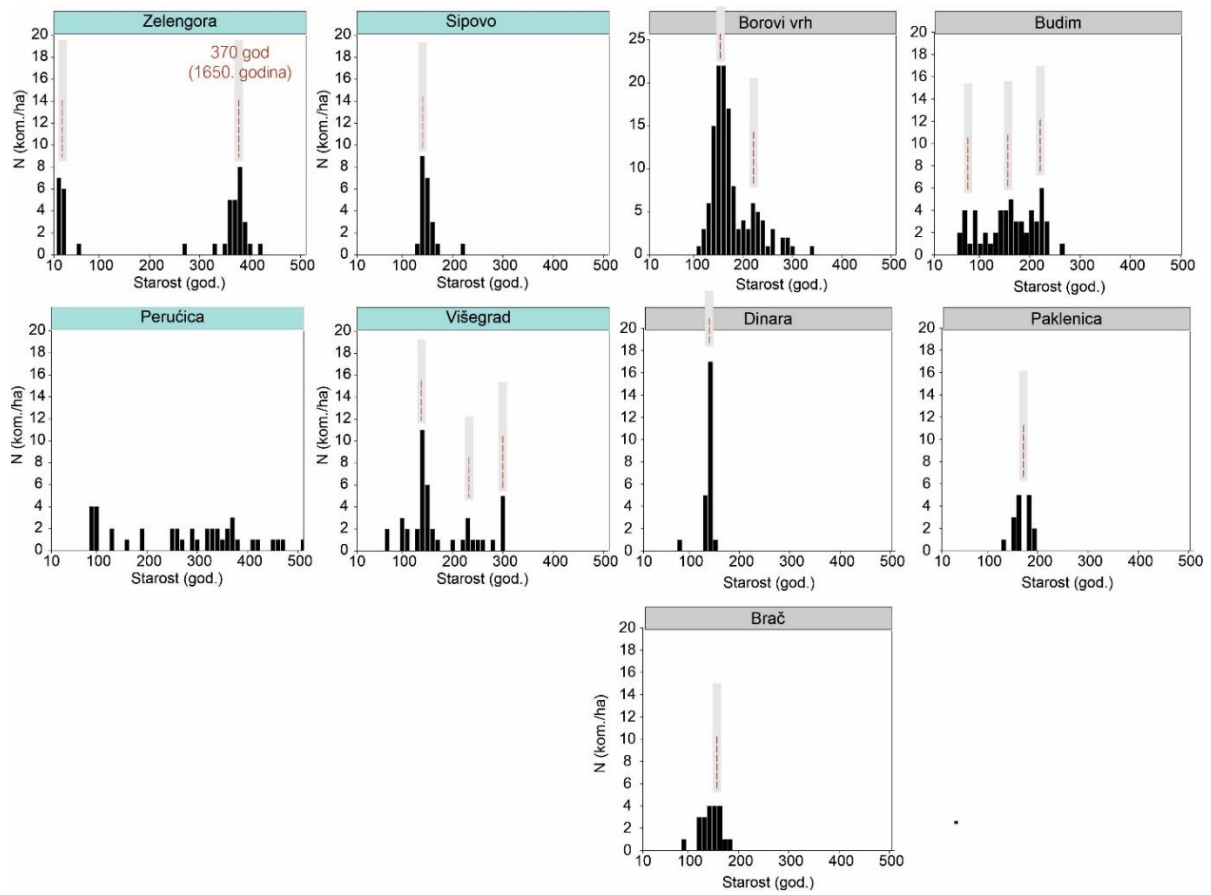 Zelengora
20
18
16
14
12
10
8
6
4
2
0
N (kom./ha)
370 god
(1650. godina)
10 100 200 300 400 500
Starost (god.)
Sipovo
20
18
16
14
12
10
8
6
4
2
0
10 100 200 300 400 500
Starost (god.)
Borovi vrh
25
20
15
10
5
0
10 100 200 300 400 500
Starost (god.)
Budim
20
18
16
14
12
10
8
6
4
2
0
10 100 200 300 400 500
Starost (god.)
Perućica
20
18
16
14
12
10
8
6
4
2
0
N (kom./ha)
10 100 200 300 400 500
Starost (god.)
Višegrad
20
18
16
14
12
10
8
6
4
2
0
10 100 200 300 400 500
Starost (god.)
Dinara
20
18
16
14
12
10
8
6
4
2
0
10 100 200 300 400 500
Starost (god.)
Paklenica
20
18
16
14
12
10
8
6
4
2
0
10 100 200 300 400 500
Starost (god.)
Brač
20
18
16
14
12
10
8
6
4
2
0
N (kom./ha)
10 100 200 300 400 500
Starost (god.)